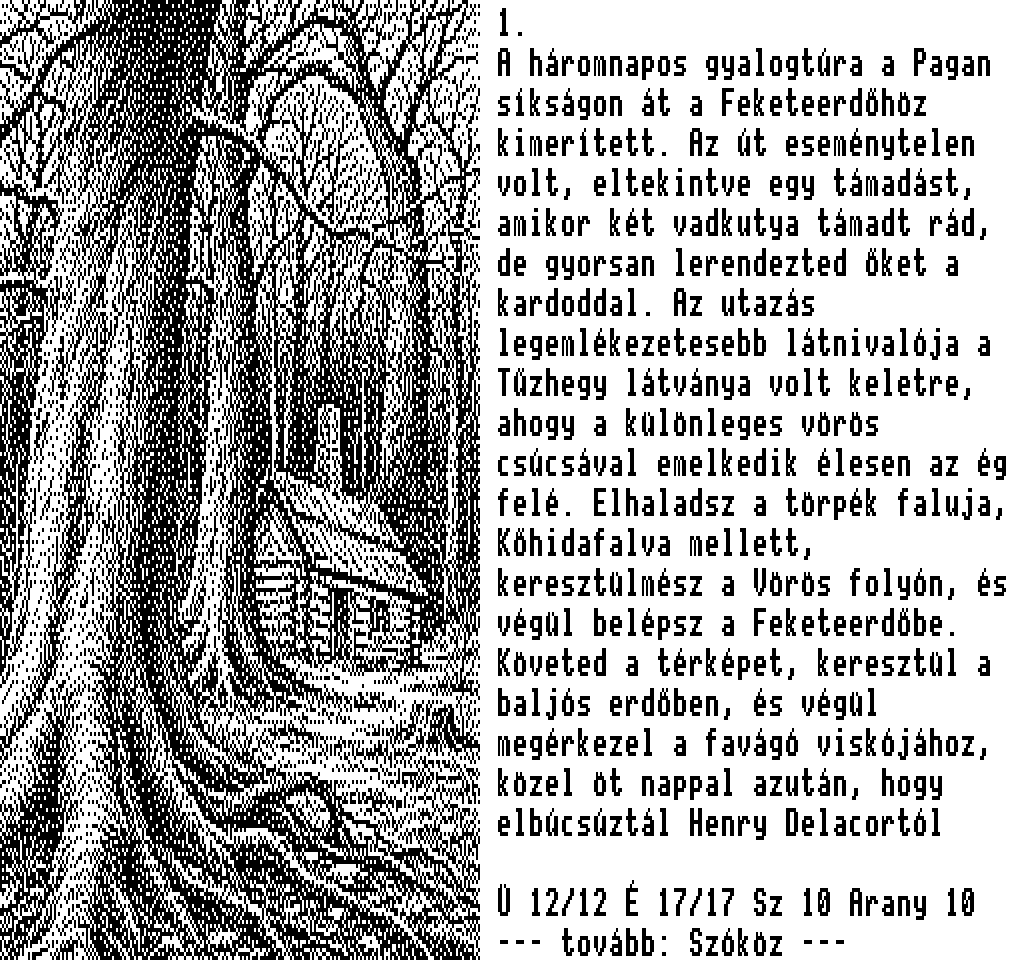 1.
A háromnapos gyalogtúra a Pagan
síkságon át a Feketeerdőhöz
kimerített. Az út eseménytelen
volt, eltekintve egy támadást,
amikor két vadkutya támadt rád,
de gyorsan lerendezted őket a
kardoddal. Az utazás
legemlékezetesebb látnivalója a
Tűzhegy látványa volt keletre,
ahogy a különleges vörös
csúcsával emelkedik élesen az ég
felé. Elhaladsz a törpék faluja,
Kőhidafalva mellett,
keresztülmész a Vörös folyón, és
végül belépsz a Feketeerdőbe.
Követed a térképet, keresztül a
baljós erdőben, és végül
megérkezel a favágó viskójához,
közel öt nappal azután, hogy
elbúcsúztál Henry Delacortól
Ü 12/12 É 17/17 Sz 10 Arany 10
--- tovább: Szóköz ---